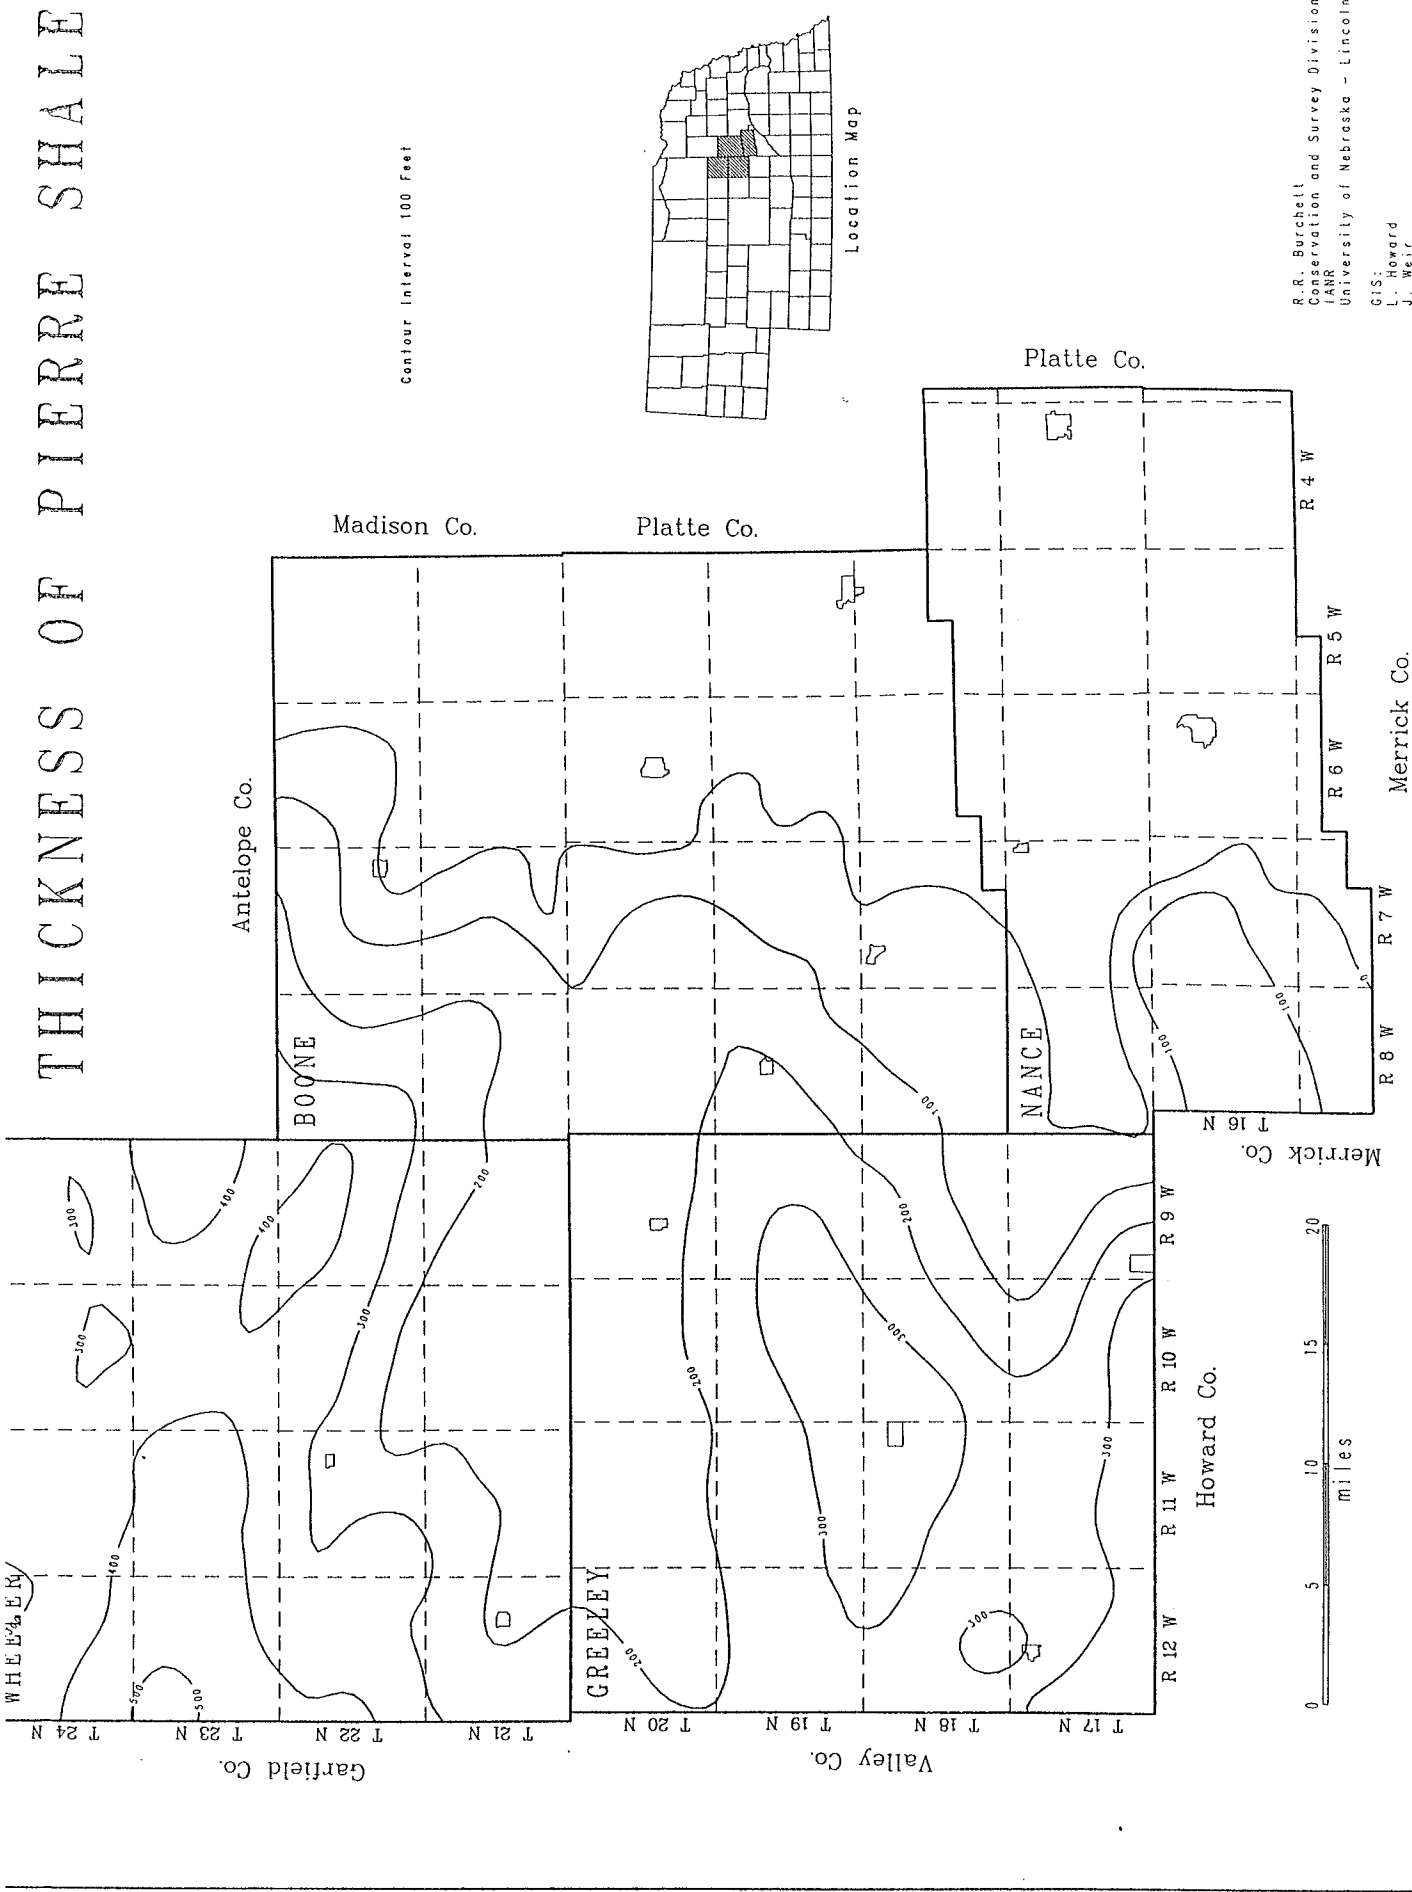 THICKNESS OF PIERRE SHALE
Contour Interval 100 Feet
Location Map
R.R. Burchett
Conservation and Survey Division
IANR
University of Nebraska - Lincoln
GIS:
L. Howard
J. Weir
Antelope Co.
Madison Co.
Platte Co.
Platte Co.
Merrick Co.
Merrick Co.
Howard Co.
Valley Co.
Garfield Co.
WHEELER
BOONE
GREELEY
NANCE
T 24 N
T 23 N
T 22 N
T 21 N
T 20 N
T 19 N
T 18 N
T 17 N
T 16 N
R 12 W
R 11 W
R 10 W
R 9 W
R 8 W
R 7 W
R 6 W
R 5 W
R 4 W
300
300
400
400
400
500
500
300
200
200
200
200
300
300
300
300
100
100
100
0
0 5 10 15 20
miles